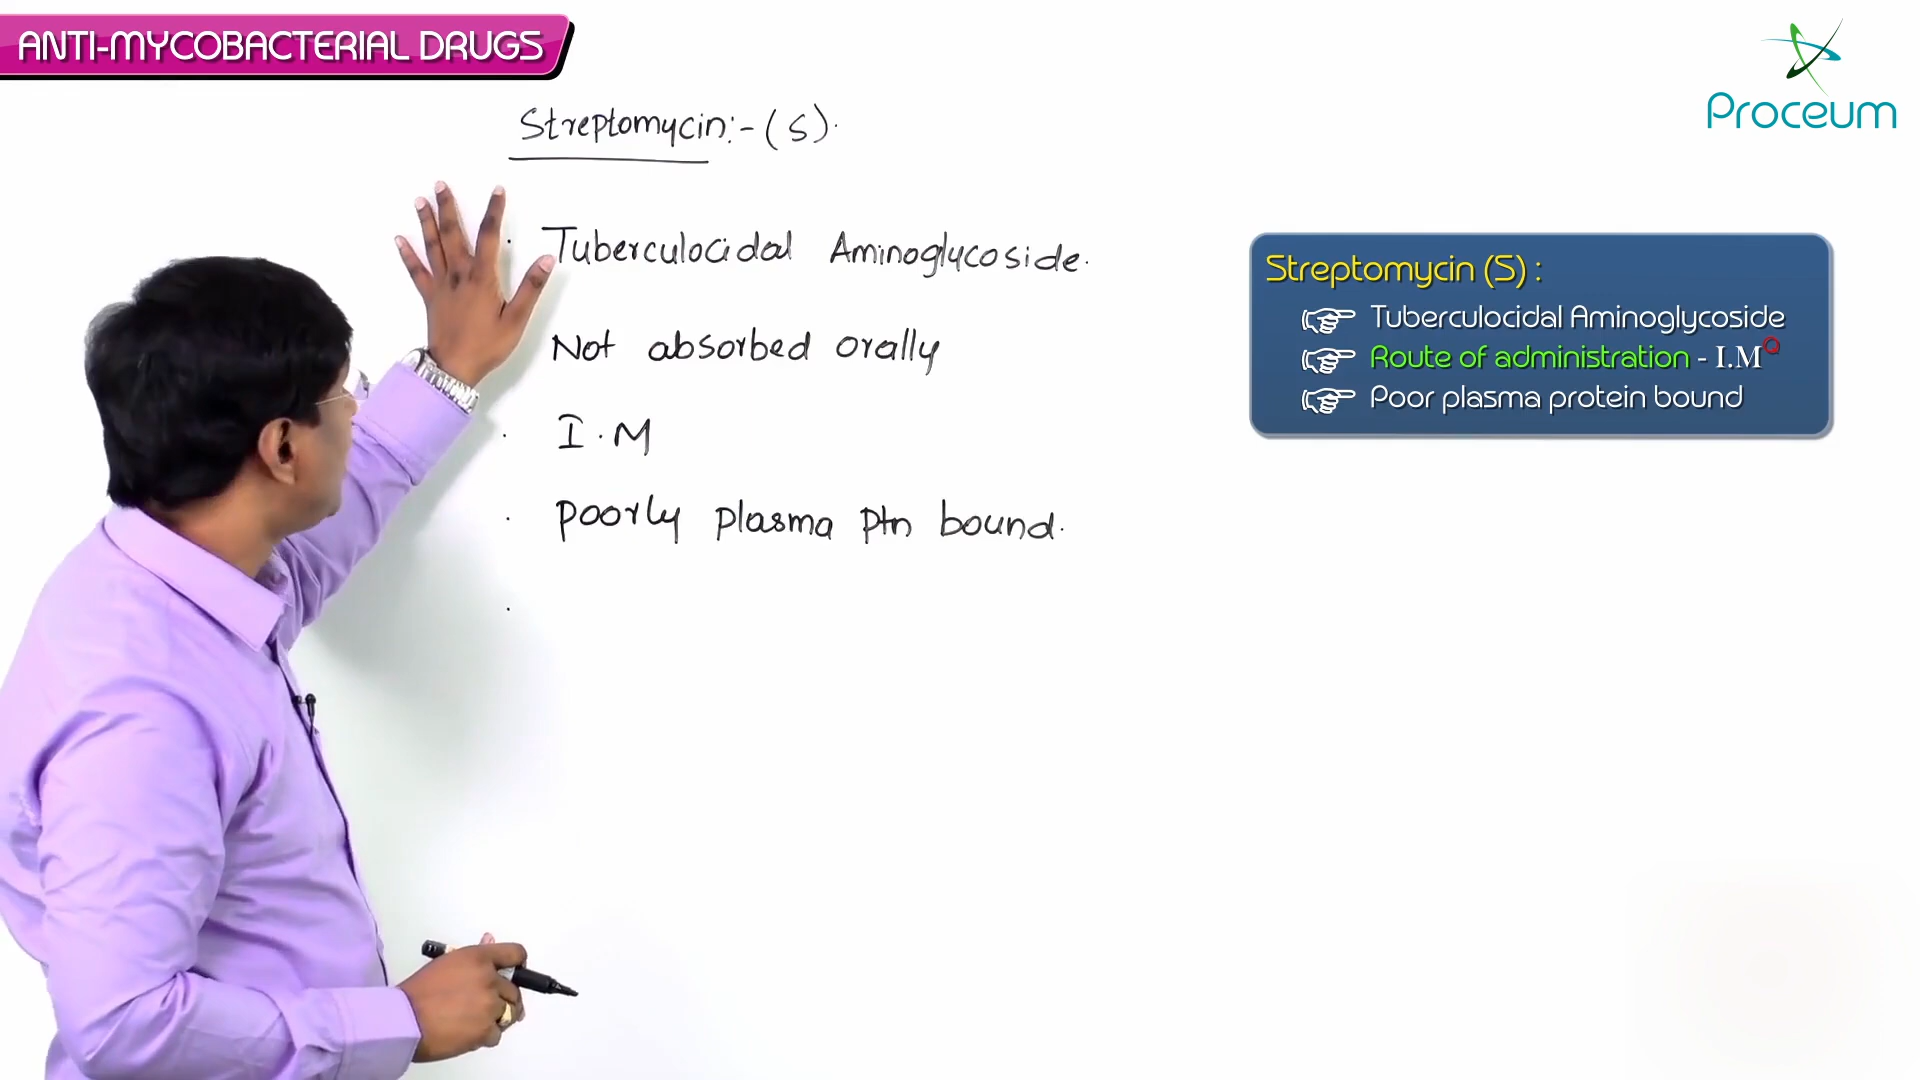 ANTI-MYCOBACTERIAL DRUGS
Proceum
Streptomycin:- (S).
· Tuberculocidal Aminoglycoside.
Not absorbed orally
· I.M
· Poorly plasma ptn bound.
·
Streptomycin (S) :
Tuberculocidal Aminoglycoside
Route of administration - I.M Q
Poor plasma protein bound